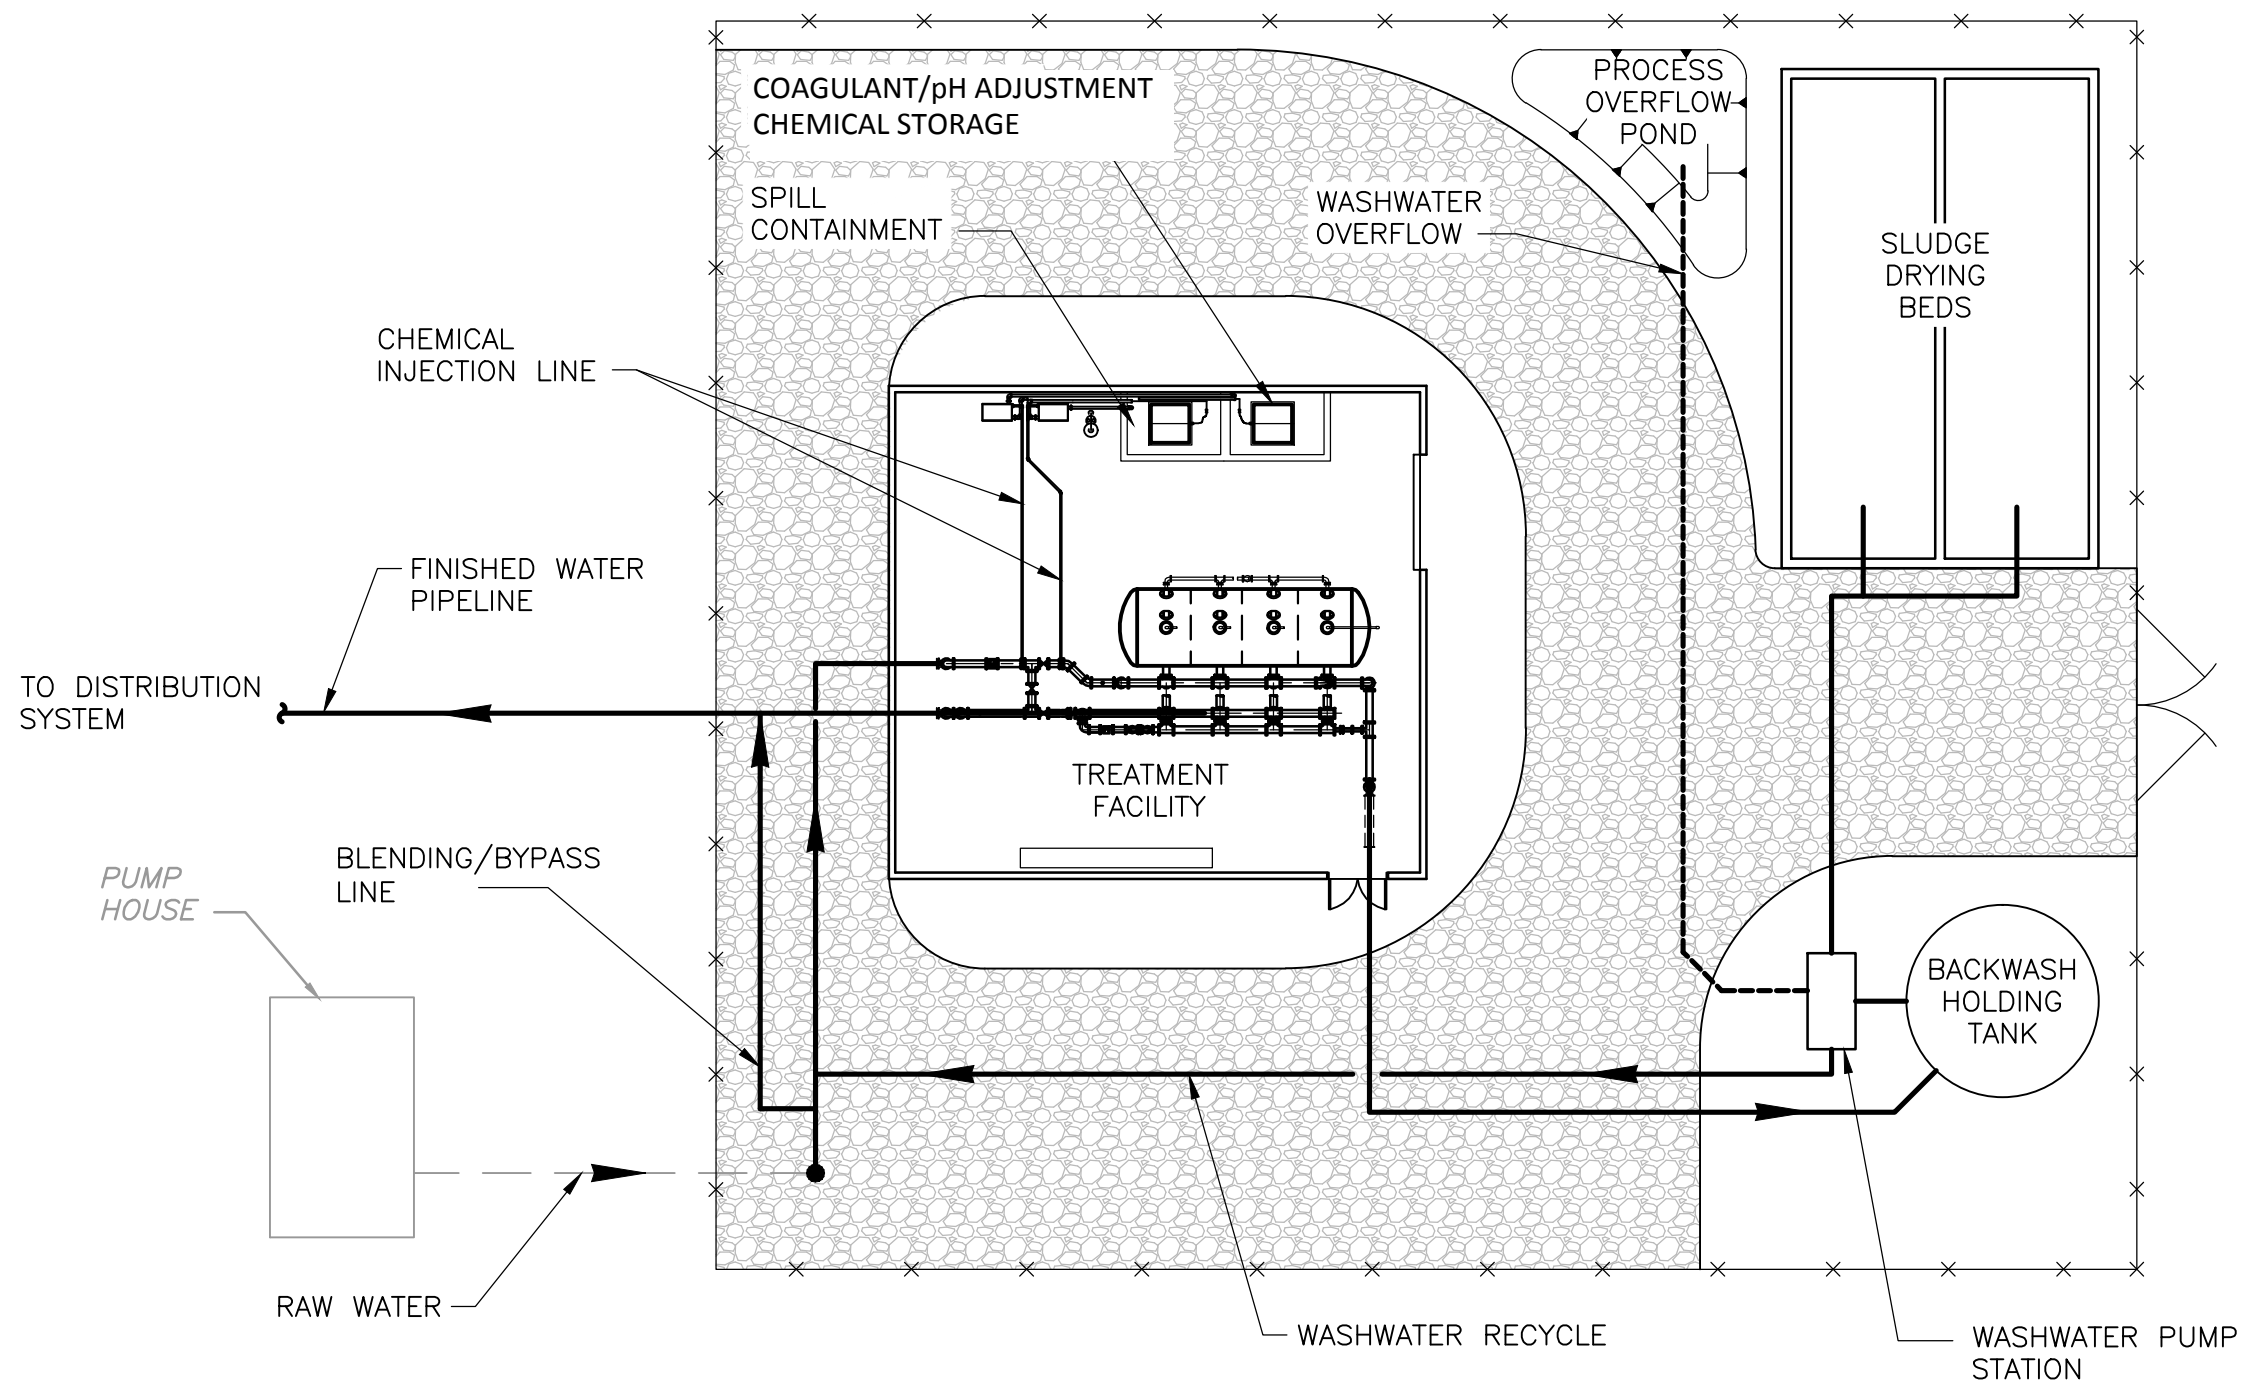 COAGULANT/pH ADJUSTMENT
CHEMICAL STORAGE
PROCESS
OVERFLOW
POND
SPILL
CONTAINMENT
WASHWATER
OVERFLOW
SLUDGE
DRYING
BEDS
CHEMICAL
INJECTION LINE
FINISHED WATER
PIPELINE
TO DISTRIBUTION
SYSTEM
TREATMENT
FACILITY
BLENDING/BYPASS
LINE
PUMP
HOUSE
BACKWASH
HOLDING
TANK
RAW WATER
WASHWATER RECYCLE
WASHWATER PUMP
STATION